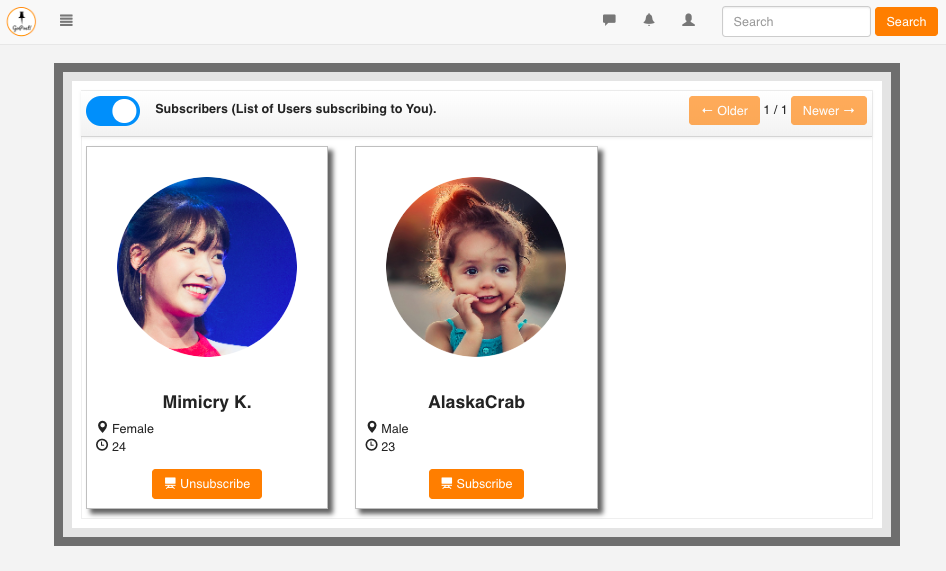 Search
Search
Subscribers (List of Users subscribing to You).
← Older
1 / 1
Newer →
Mimicry K.
Female
24
Unsubscribe
AlaskaCrab
Male
23
Subscribe